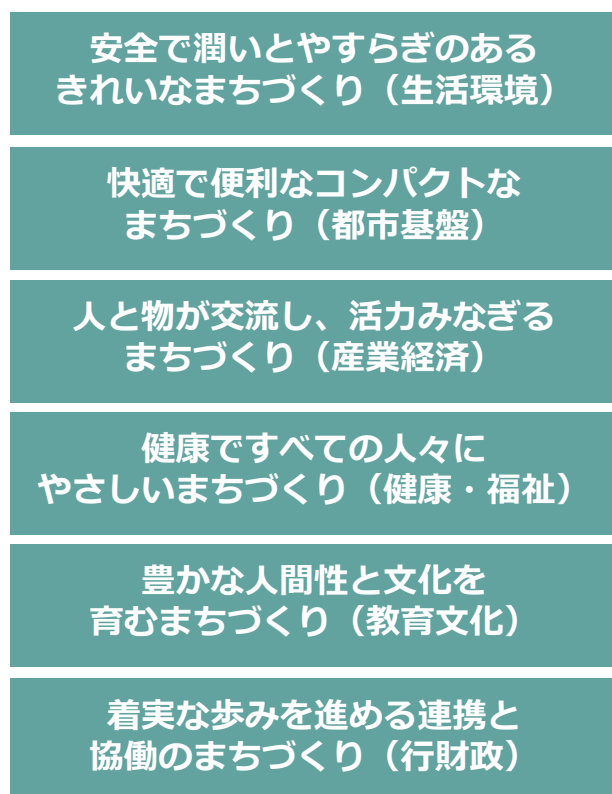 安全で潤いとやすらぎのある
きれいなまちづくり（生活環境）
快適で便利なコンパクトな
まちづくり（都市基盤）
人と物が交流し、活力みなぎる
まちづくり（産業経済）
健康ですべての人々に
やさしいまちづくり（健康・福祉）
豊かな人間性と文化を
育むまちづくり（教育文化）
着実な歩みを進める連携と
協働のまちづくり（行財政）